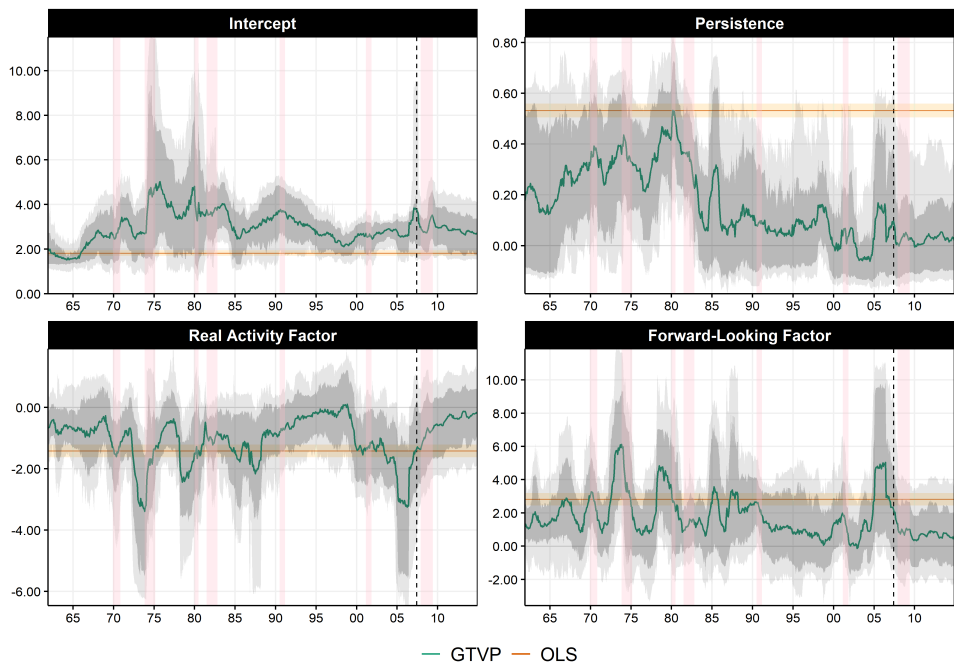 Intercept
10.00
8.00
6.00
4.00
2.00
0.00
65 70 75 80 85 90 95 00 05 10
Persistence
0.80
0.60
0.40
0.20
0.00
65 70 75 80 85 90 95 00 05 10
Real Activity Factor
0.00
-2.00
-4.00
-6.00
65 70 75 80 85 90 95 00 05 10
Forward-Looking Factor
10.00
8.00
6.00
4.00
2.00
0.00
-2.00
65 70 75 80 85 90 95 00 05 10
GTVP OLS